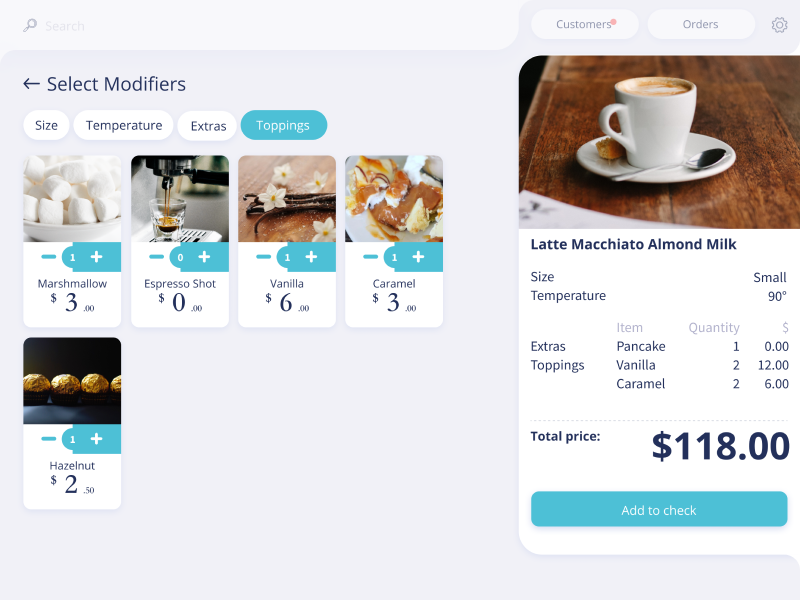 Search
Customers
Orders
← Select Modifiers
Size
Temperature
Extras
Toppings
1
Marshmallow
$ 3 .00
0
Espresso Shot
$ 0 .00
1
Vanilla
$ 6 .00
1
Caramel
$ 3 .00
1
Hazelnut
$ 2 .50
Latte Macchiato Almond Milk
Size Small
Temperature 90°
Item Quantity $
Extras Pancake 1 0.00
Toppings Vanilla 2 12.00
Caramel 2 6.00
Total price: $118.00
Add to check